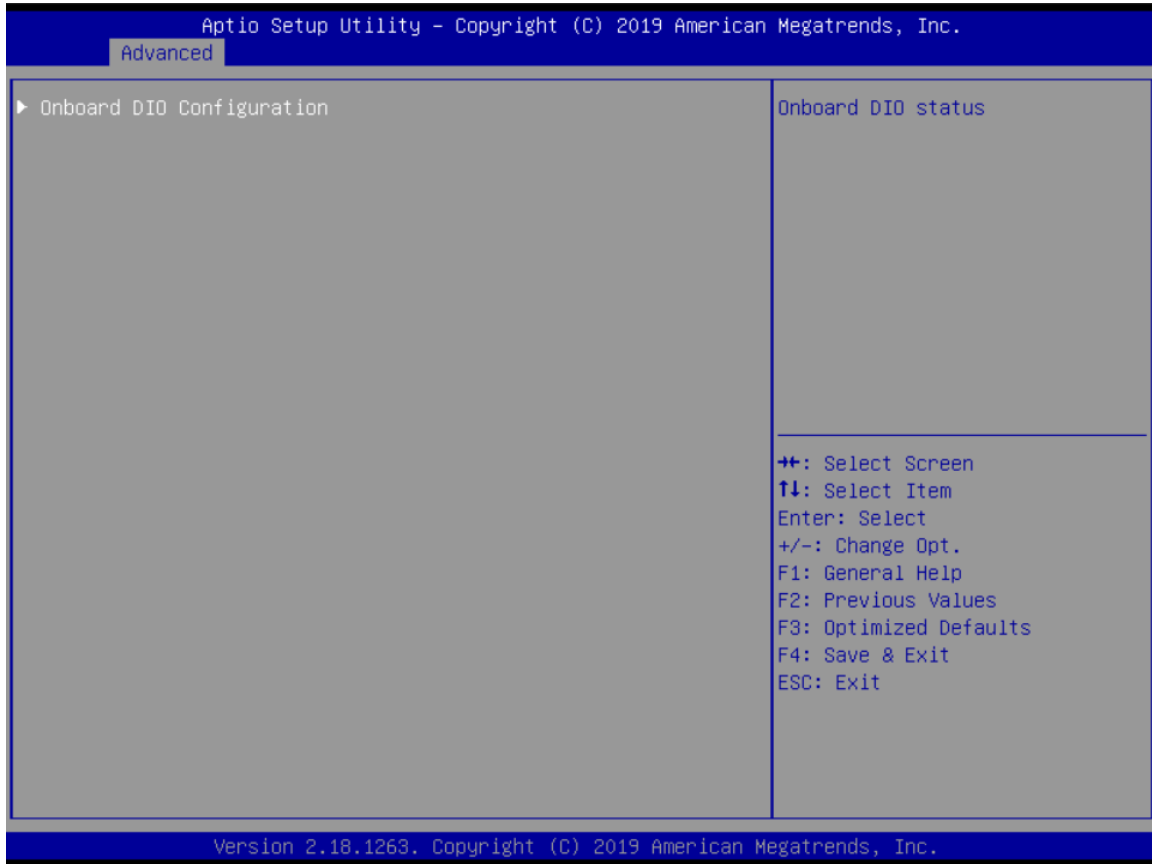 Aptio Setup Utility – Copyright (C) 2019 American Megatrends, Inc.
Advanced
▶ Onboard DIO Configuration
Onboard DIO status
→←: Select Screen
↑↓: Select Item
Enter: Select
+/-: Change Opt.
F1: General Help
F2: Previous Values
F3: Optimized Defaults
F4: Save & Exit
ESC: Exit
Version 2.18.1263. Copyright (C) 2019 American Megatrends, Inc.